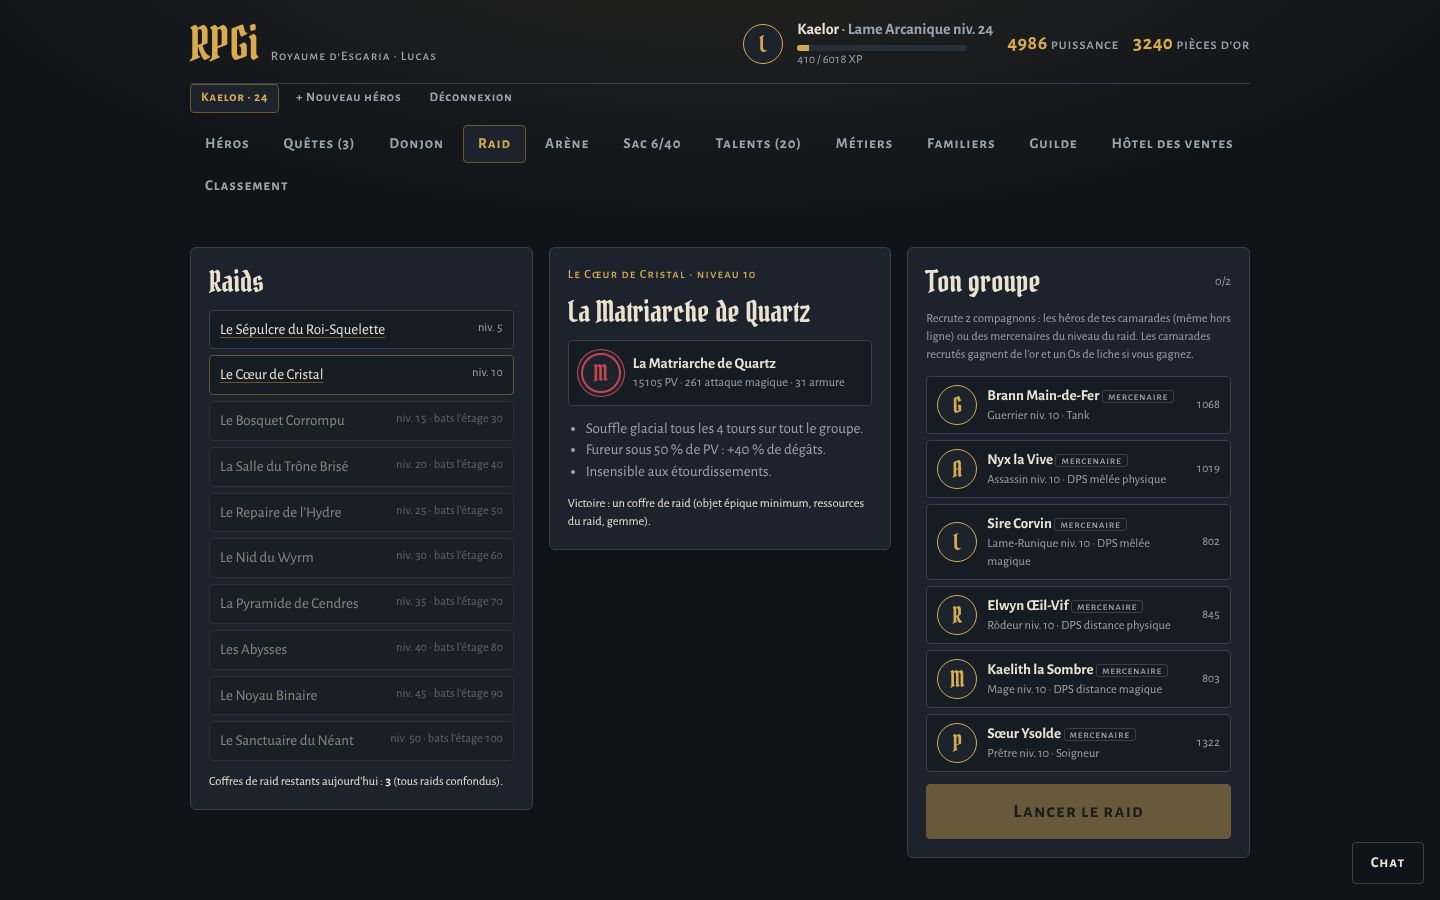 RPGi
Royaume d'Esgaria · Lucas
L
Kaelor · Lame Arcanique niv. 24
410 / 6018 XP
4986 puissance
3240 pièces d'or
Kaelor · 24
+ Nouveau héros
Déconnexion
Héros
Quêtes (3)
Donjon
Raid
Arène
Sac 6/40
Talents (20)
Métiers
Familiers
Guilde
Hôtel des ventes
Classement
Raids
Le Sépulcre du Roi-Squelette niv. 5
Le Cœur de Cristal niv. 10
Le Bosquet Corrompu niv. 15 · bats l'étage 30
La Salle du Trône Brisé niv. 20 · bats l'étage 40
Le Repaire de l'Hydre niv. 25 · bats l'étage 50
Le Nid du Wyrm niv. 30 · bats l'étage 60
La Pyramide de Cendres niv. 35 · bats l'étage 70
Les Abysses niv. 40 · bats l'étage 80
Le Noyau Binaire niv. 45 · bats l'étage 90
Le Sanctuaire du Néant niv. 50 · bats l'étage 100
Coffres de raid restants aujourd'hui : 3 (tous raids confondus).
Le Cœur de Cristal · niveau 10
La Matriarche de Quartz
M
La Matriarche de Quartz
15105 PV · 261 attaque magique · 31 armure
• Souffle glacial tous les 4 tours sur tout le groupe.
• Fureur sous 50 % de PV : +40 % de dégâts.
• Insensible aux étourdissements.
Victoire : un coffre de raid (objet épique minimum, ressources
du raid, gemme).
Ton groupe
0/2
Recrute 2 compagnons : les héros de tes camarades (même hors
ligne) ou des mercenaires du niveau du raid. Les camarades
recrutés gagnent de l'or et un Os de liche si vous gagnez.
G
Brann Main-de-Fer mercenaire
Guerrier niv. 10 · Tank
1068
A
Nyx la Vive mercenaire
Assassin niv. 10 · DPS mêlée physique
1019
L
Sire Corvin mercenaire
Lame-Runique niv. 10 · DPS mêlée
magique
802
R
Elwyn Œil-Vif mercenaire
Rôdeur niv. 10 · DPS distance physique
845
M
Kaelith la Sombre mercenaire
Mage niv. 10 · DPS distance magique
803
P
Sœur Ysolde mercenaire
Prêtre niv. 10 · Soigneur
1322
Lancer le raid
Chat